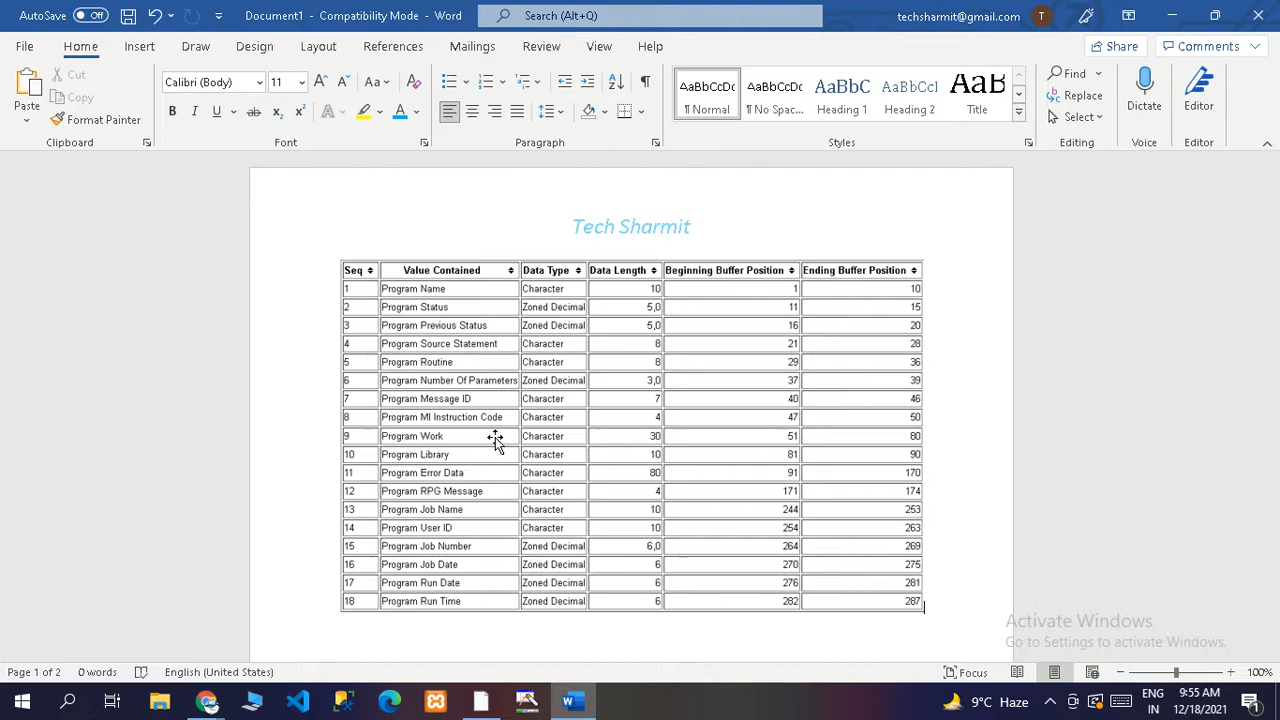 AutoSave Off Document1 - Compatibility Mode - Word Search (Alt+Q) techsharmit@gmail.com T
File Home Insert Draw Design Layout References Mailings Review View Help Share Comments
Paste Cut Copy Format Painter
Calibri (Body) 11
AaBbCcDc AaBbCcDc AaBbC AaBbCcI AaB
¶ Normal ¶ No Spac... Heading 1 Heading 2 Title
Find Replace Select Dictate Editor
Clipboard Font Paragraph Styles Editing Voice Editor
Tech Sharmit
Seq Value Contained Data Type Data Length Beginning Buffer Position Ending Buffer Position
1 Program Name Character 10 1 10
2 Program Status Zoned Decimal 5,0 11 15
3 Program Previous Status Zoned Decimal 5,0 16 20
4 Program Source Statement Character 8 21 28
5 Program Routine Character 8 29 36
6 Program Number Of Parameters Zoned Decimal 3,0 37 39
7 Program Message ID Character 7 40 46
8 Program MI Instruction Code Character 4 47 50
9 Program Work Character 30 51 80
10 Program Library Character 10 81 90
11 Program Error Data Character 80 91 170
12 Program RPG Message Character 4 171 174
13 Program Job Name Character 10 244 253
14 Program User ID Character 10 254 263
15 Program Job Number Zoned Decimal 6,0 264 269
16 Program Job Date Zoned Decimal 6 270 275
17 Program Run Date Zoned Decimal 6 276 281
18 Program Run Time Zoned Decimal 6 282 287
Activate Windows
Go to Settings to activate Windows.
Page 1 of 2 0 words English (United States) Focus 100%
9°C Haze ENG IN 9:55 AM 12/18/2021 1